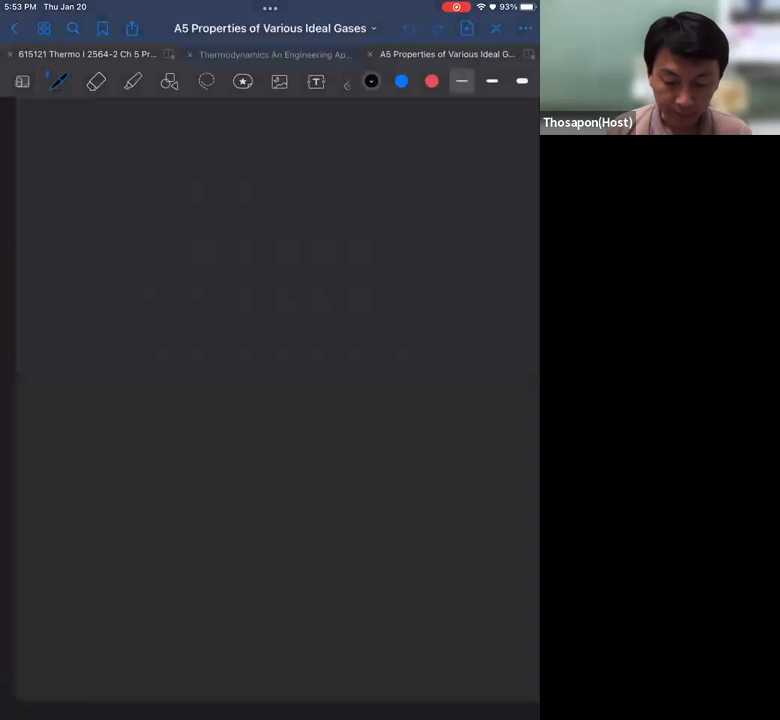 5:53 PM Thu Jan 20
93%
A5 Properties of Various Ideal Gases
615121 Thermo I 2564-2 Ch 5 Pr...
Thermodynamics An Engineering Ap...
A5 Properties of Various Ideal G...
T
Thosapon(Host)